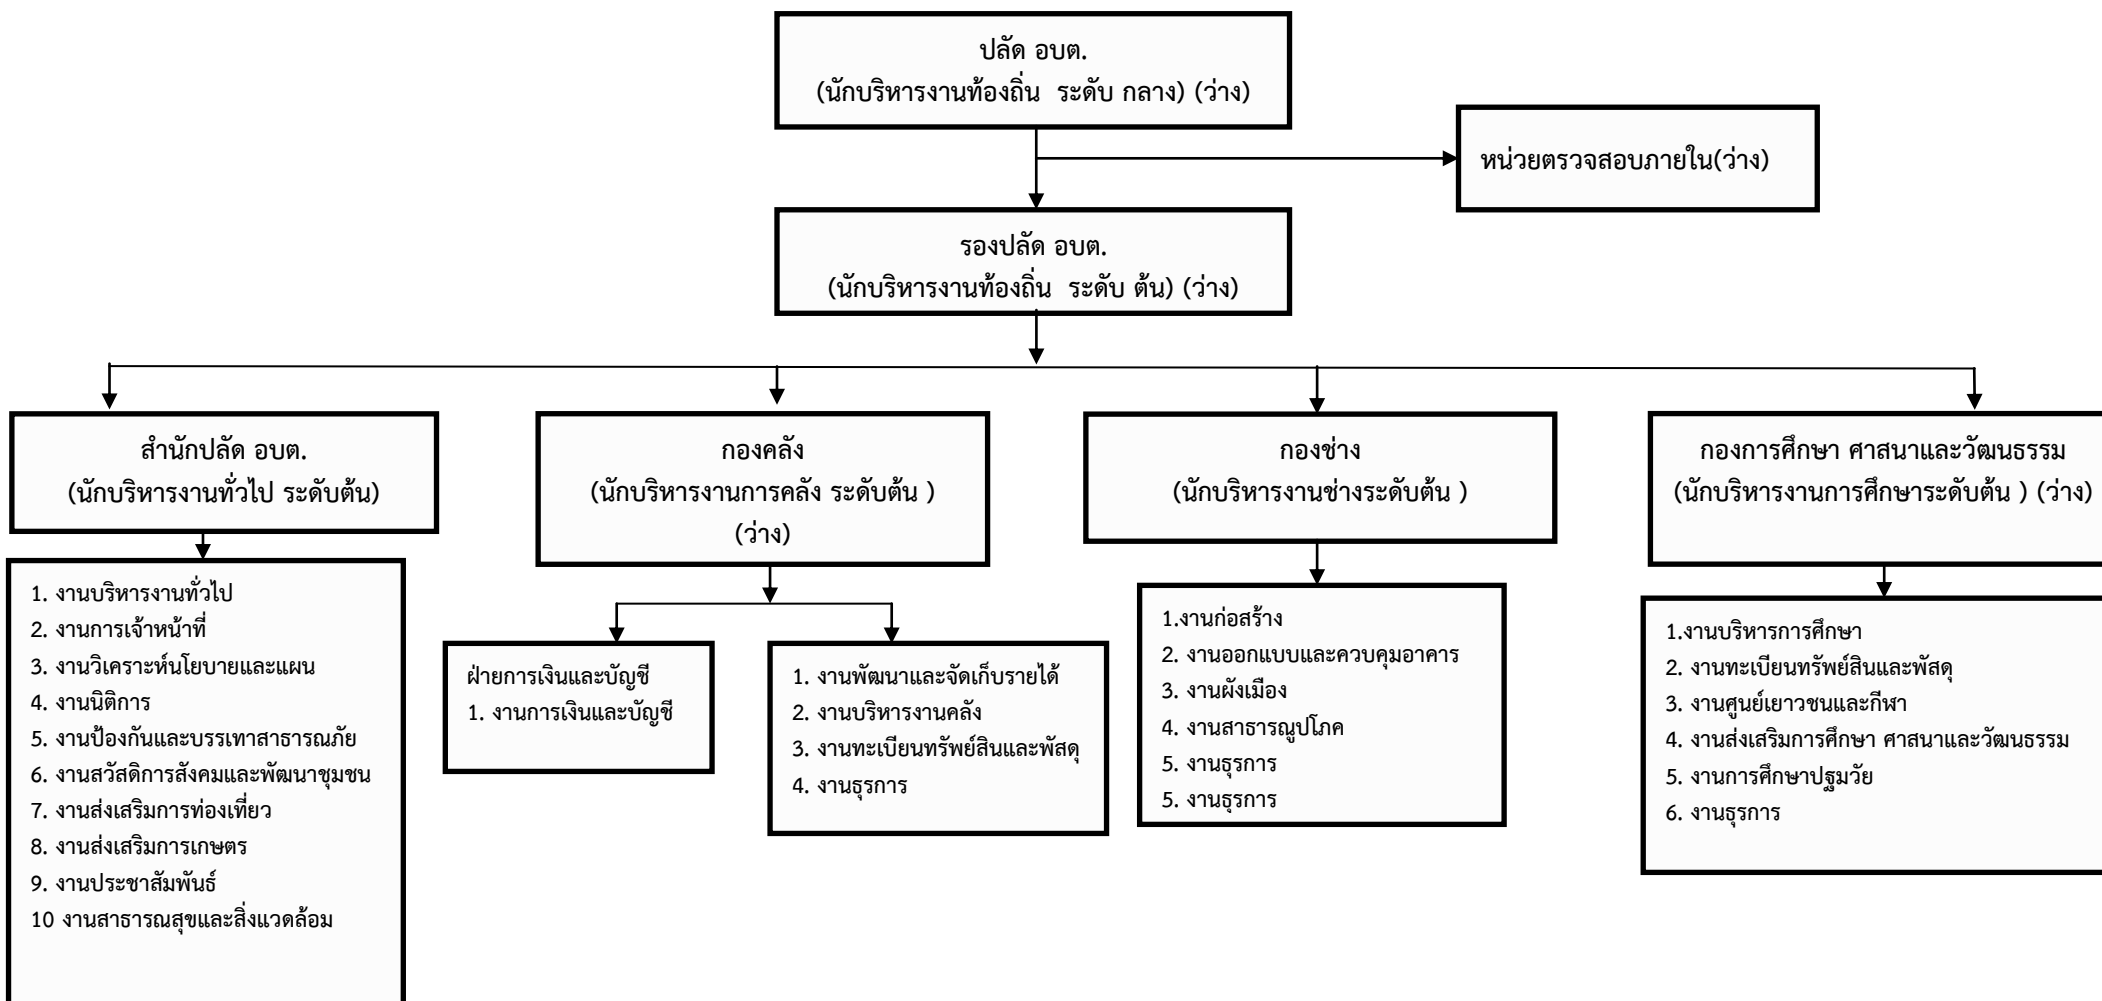 ปลัด อบต.
(นักบริหารงานท้องถิ่น  ระดับ กลาง) (ว่าง)
หน่วยตรวจสอบภายใน(ว่าง)
รองปลัด อบต.
(นักบริหารงานท้องถิ่น  ระดับ ต้น) (ว่าง)
สำนักปลัด อบต.
(นักบริหารงานทั่วไป ระดับต้น)
กองคลัง
(นักบริหารงานการคลัง ระดับต้น )
(ว่าง)
กองช่าง
(นักบริหารงานช่างระดับต้น )
กองการศึกษา ศาสนาและวัฒนธรรม
(นักบริหารงานการศึกษาระดับต้น ) (ว่าง)
1. งานบริหารงานทั่วไป
2. งานการเจ้าหน้าที่
3. งานวิเคราะห์นโยบายและแผน
4. งานนิติการ
5. งานป้องกันและบรรเทาสาธารณภัย
6. งานสวัสดิการสังคมและพัฒนาชุมชน
7. งานส่งเสริมการท่องเที่ยว
8. งานส่งเสริมการเกษตร
9. งานประชาสัมพันธ์
10 งานสาธารณสุขและสิ่งแวดล้อม
ฝ่ายการเงินและบัญชี
1. งานการเงินและบัญชี
1. งานพัฒนาและจัดเก็บรายได้
2. งานบริหารงานคลัง
3. งานทะเบียนทรัพย์สินและพัสดุ
4. งานธุรการ
1.งานก่อสร้าง
2. งานออกแบบและควบคุมอาคาร
3. งานผังเมือง
4. งานสาธารณูปโภค
5. งานธุรการ
5. งานธุรการ
1.งานบริหารการศึกษา
2. งานทะเบียนทรัพย์สินและพัสดุ
3. งานศูนย์เยาวชนและกีฬา
4. งานส่งเสริมการศึกษา ศาสนาและวัฒนธรรม
5. งานการศึกษาปฐมวัย
6. งานธุรการ